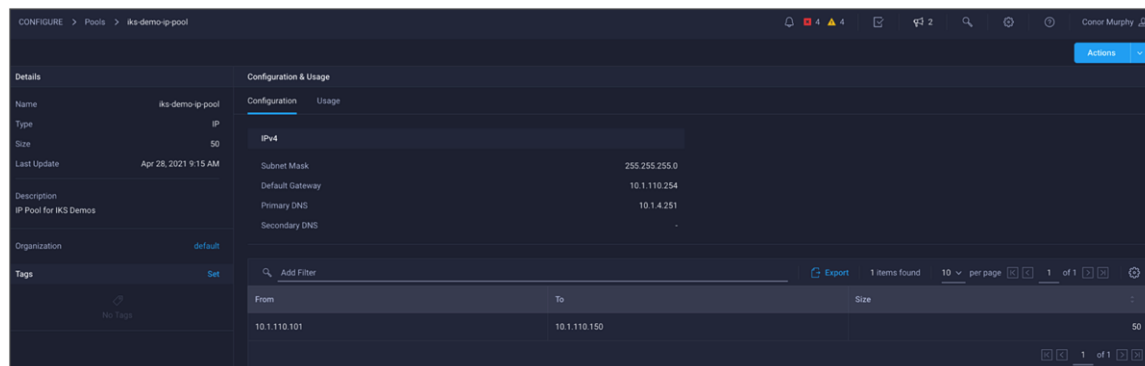 CONFIGURE > Pools > iks-demo-ip-pool 4 4 2 Conor Murphy
Actions
Details
Name iks-demo-ip-pool
Type IP
Size 50
Last Update Apr 28, 2021 9:15 AM
Description
IP Pool for IKS Demos
Organization default
Tags Set
No Tags
Configuration & Usage
Configuration Usage
IPv4
Subnet Mask 255.255.255.0
Default Gateway 10.1.110.254
Primary DNS 10.1.4.251
Secondary DNS -
Add Filter Export 1 items found 10 per page 1 of 1
From To Size
10.1.110.101 10.1.110.150 50
1 of 1